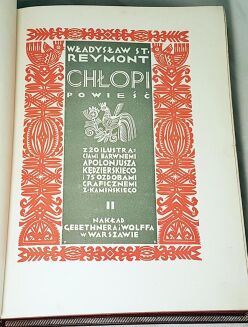 WŁADYSŁAW ST.
REYMONT
CHŁOPI
POWIEŚĆ
Z 20 ILUSTRA-
CJAMI BARWNEMI
APOLONJUSZA
KĘDZIERSKIEGO
I 75 OZDOBAMI
GRAFICZNEMI
Z. KAMIŃSKIEGO
II
NAKŁAD
GEBETHNERA i WOLFFA
w WARSZAWIE